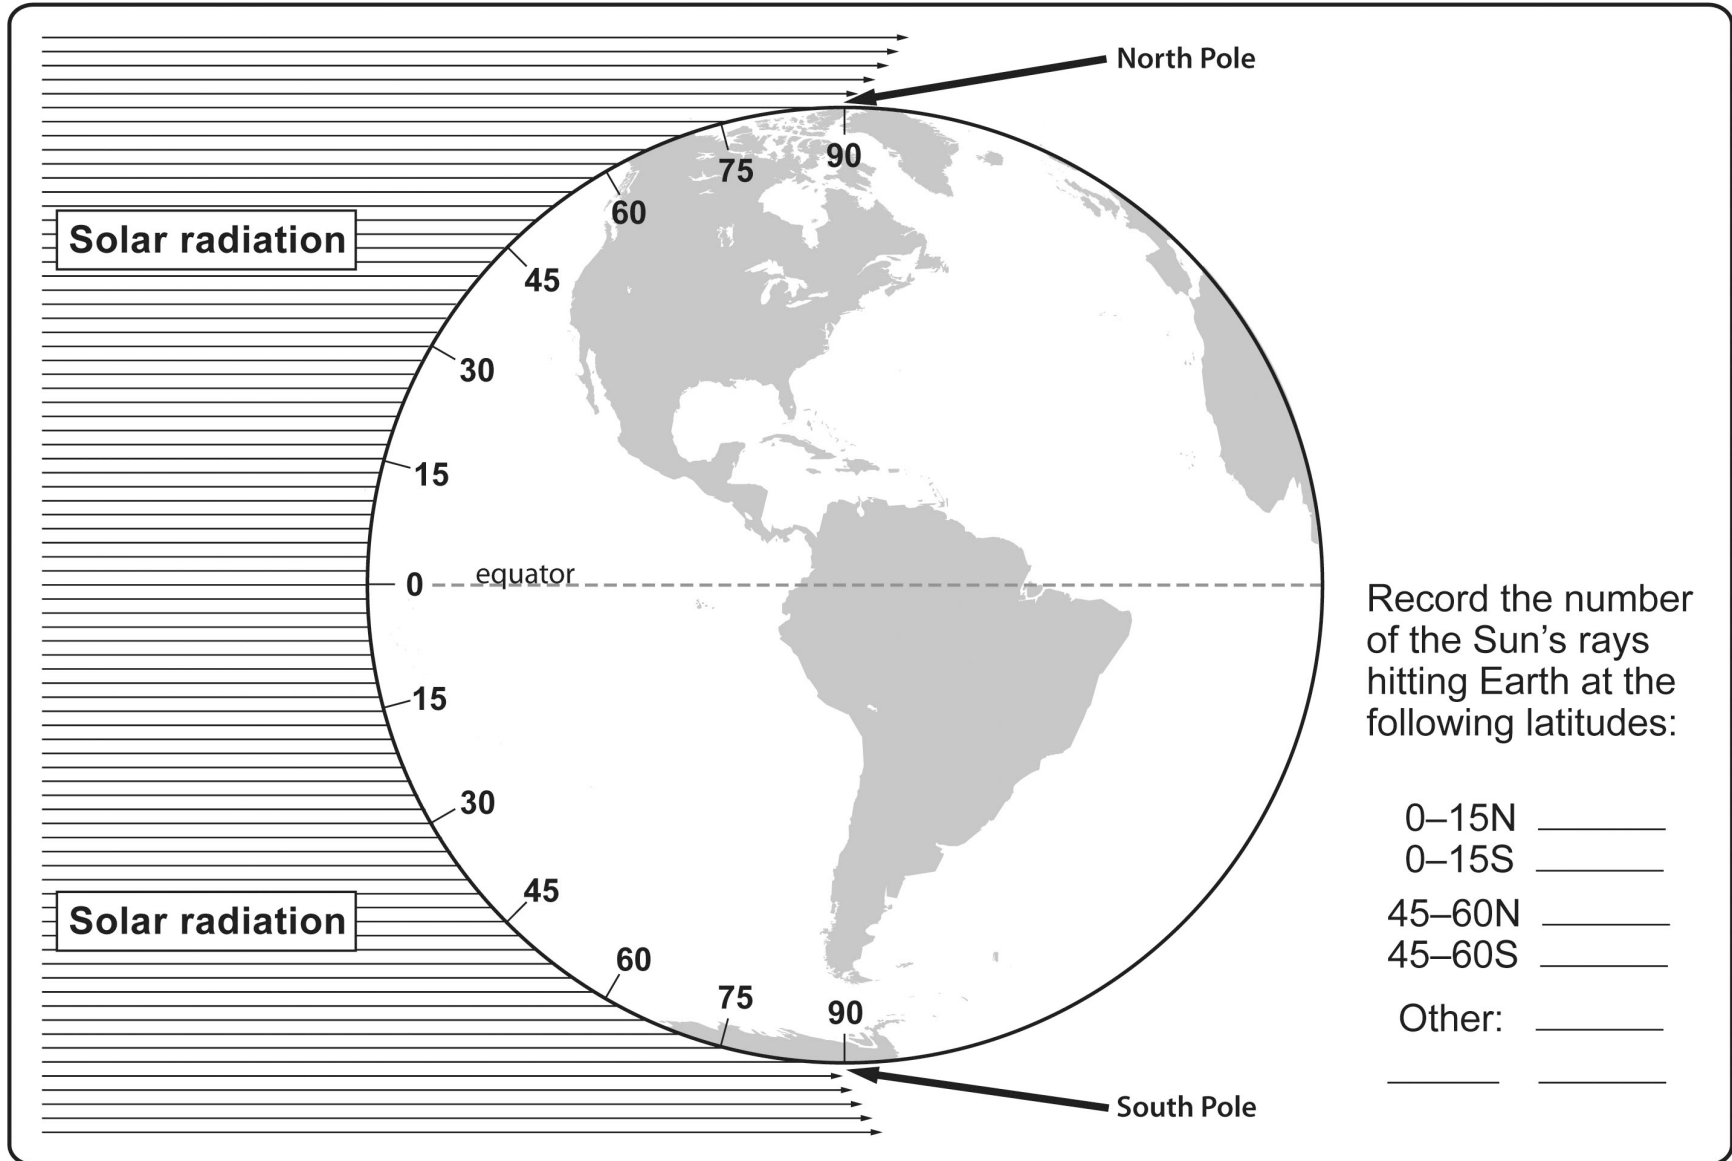 North Pole
90
75
60
Solar radiation
45
30
15
0
equator
15
30
45
Solar radiation
60
75
90
South Pole
Record the number
of the Sun’s rays
hitting Earth at the
following latitudes:
0–15N
0–15S
45–60N
45–60S
Other: